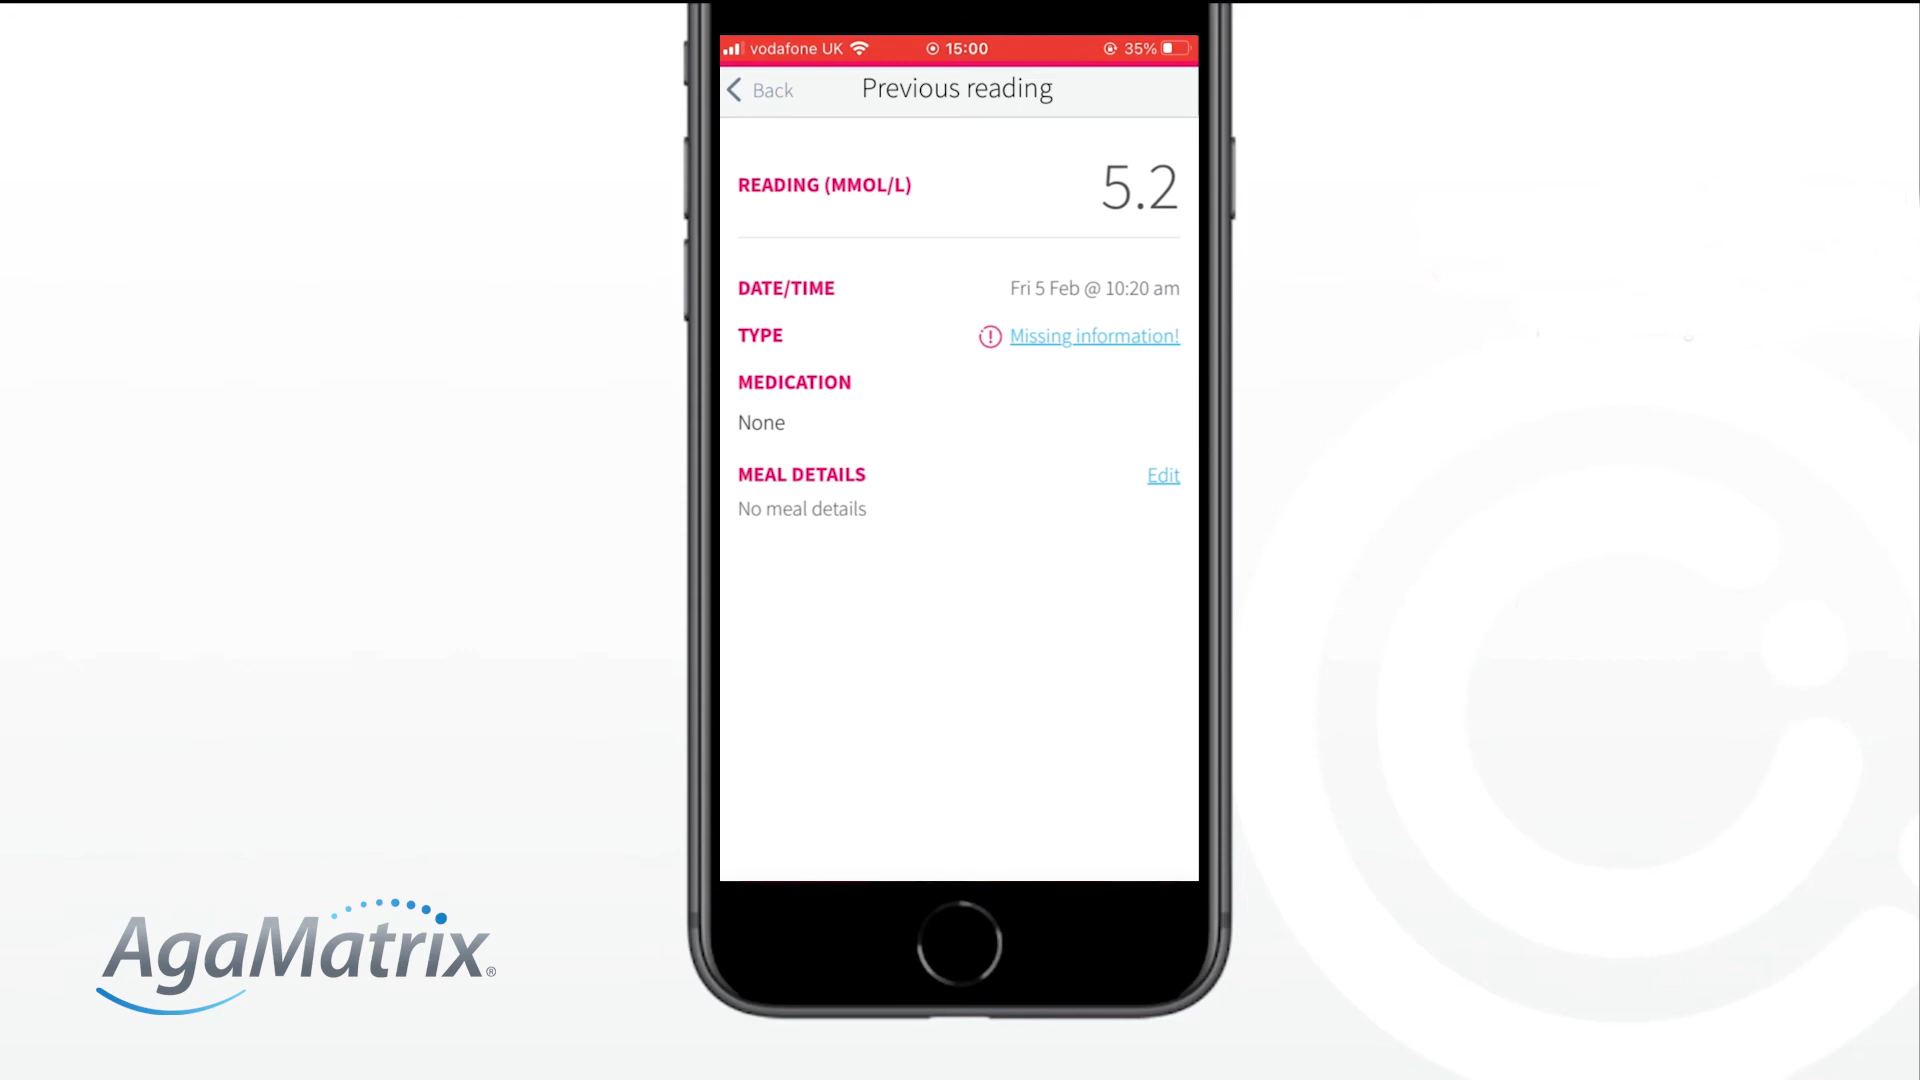 vodafone UK 15:00 35%
Back Previous reading
READING (MMOL/L) 5.2
DATE/TIME Fri 5 Feb @ 10:20 am
TYPE Missing information!
MEDICATION
None
MEAL DETAILS Edit
No meal details
AgaMatrix®